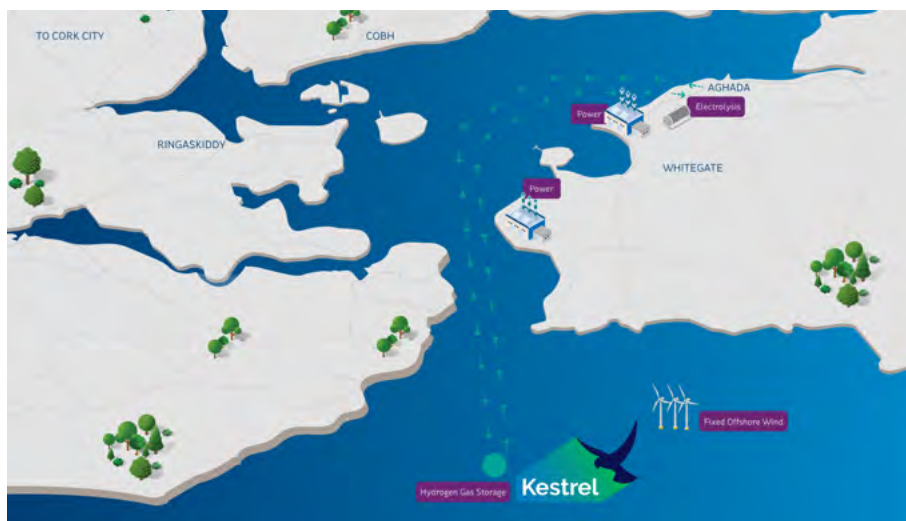 TO CORK CITY
COBH
AGHADA
Power
Electrolysis
RINGASKIDDY
WHITEGATE
Power
Fixed Offshore Wind
Hydrogen Gas Storage
Kestrel